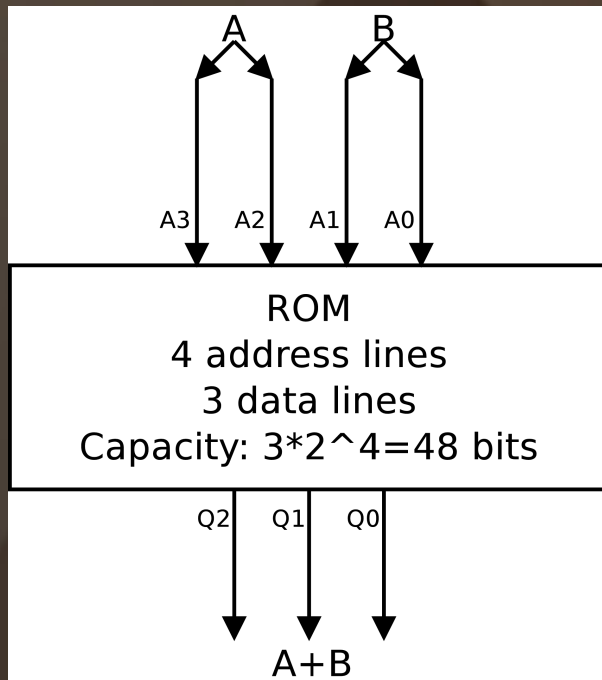 A B
A3 A2 A1 A0
ROM
4 address lines
3 data lines
Capacity: 3*2^4=48 bits
Q2 Q1 Q0
A+B